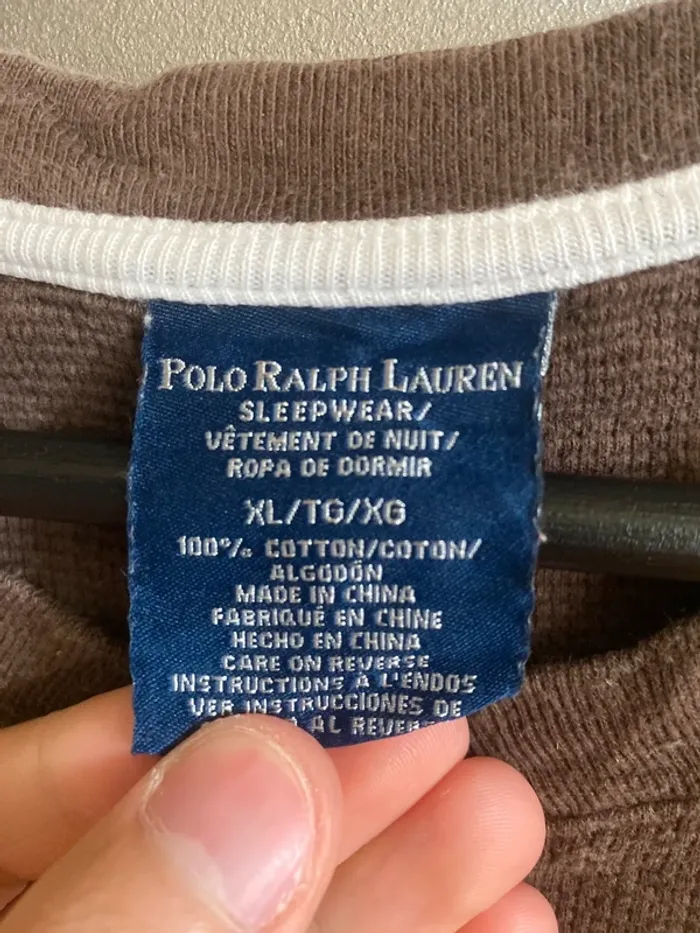 POLO RALPH LAUREN
SLEEPWEAR/
VÊTEMENT DE NUIT/
ROPA DE DORMIR
XL/TG/XG
100% COTTON/COTON/
ALGODÓN
MADE IN CHINA
FABRIQUÉ EN CHINE
HECHO EN CHINA
CARE ON REVERSE
INSTRUCTIONS A L'ENDOS
VER INSTRUCCIONES DE
AL